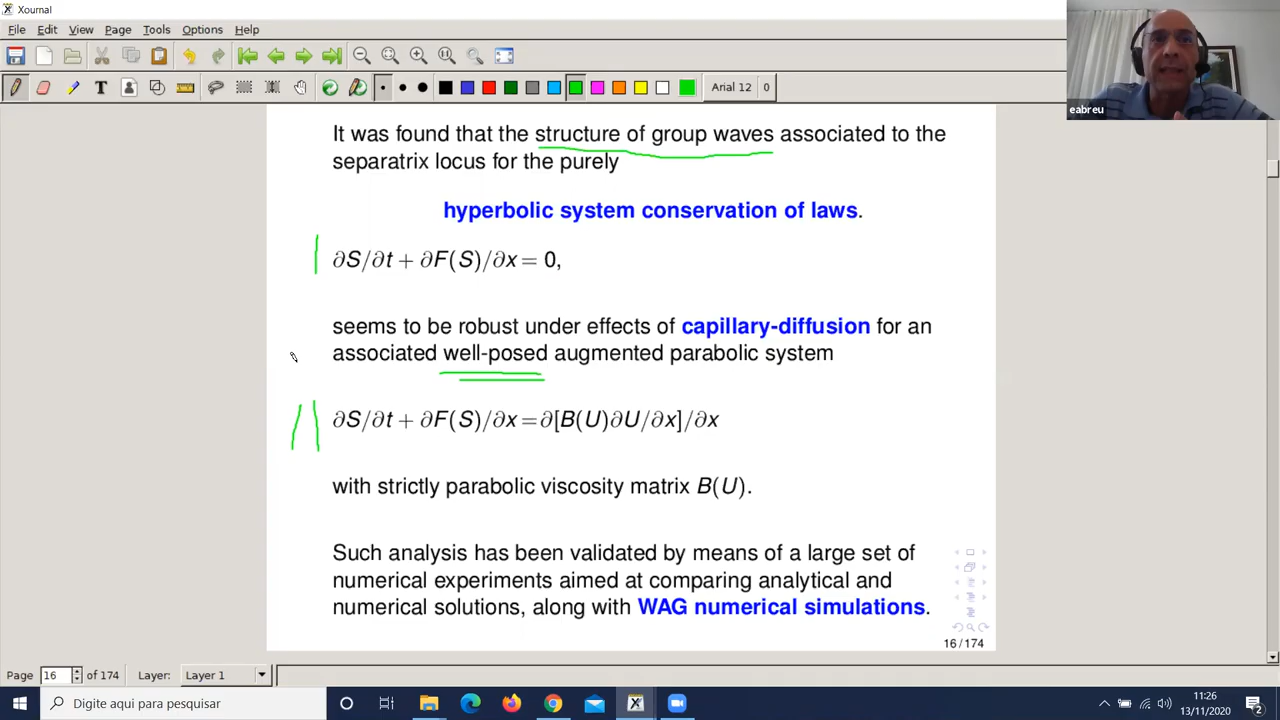 Xournal
File Edit View Page Tools Options Help
Arial 12 0
eabreu
It was found that the structure of group waves associated to the
separatrix locus for the purely
hyperbolic system conservation of laws.
∂S/∂t + ∂F(S)/∂x = 0,
seems to be robust under effects of capillary-diffusion for an
associated well-posed augmented parabolic system
∂S/∂t + ∂F(S)/∂x = ∂[B(U)∂U/∂x]/∂x
with strictly parabolic viscosity matrix B(U).
Such analysis has been validated by means of a large set of
numerical experiments aimed at comparing analytical and
numerical solutions, along with WAG numerical simulations.
16/174
Page 16 of 174 Layer: Layer 1
Digite aqui para pesquisar
11:26
13/11/2020
2